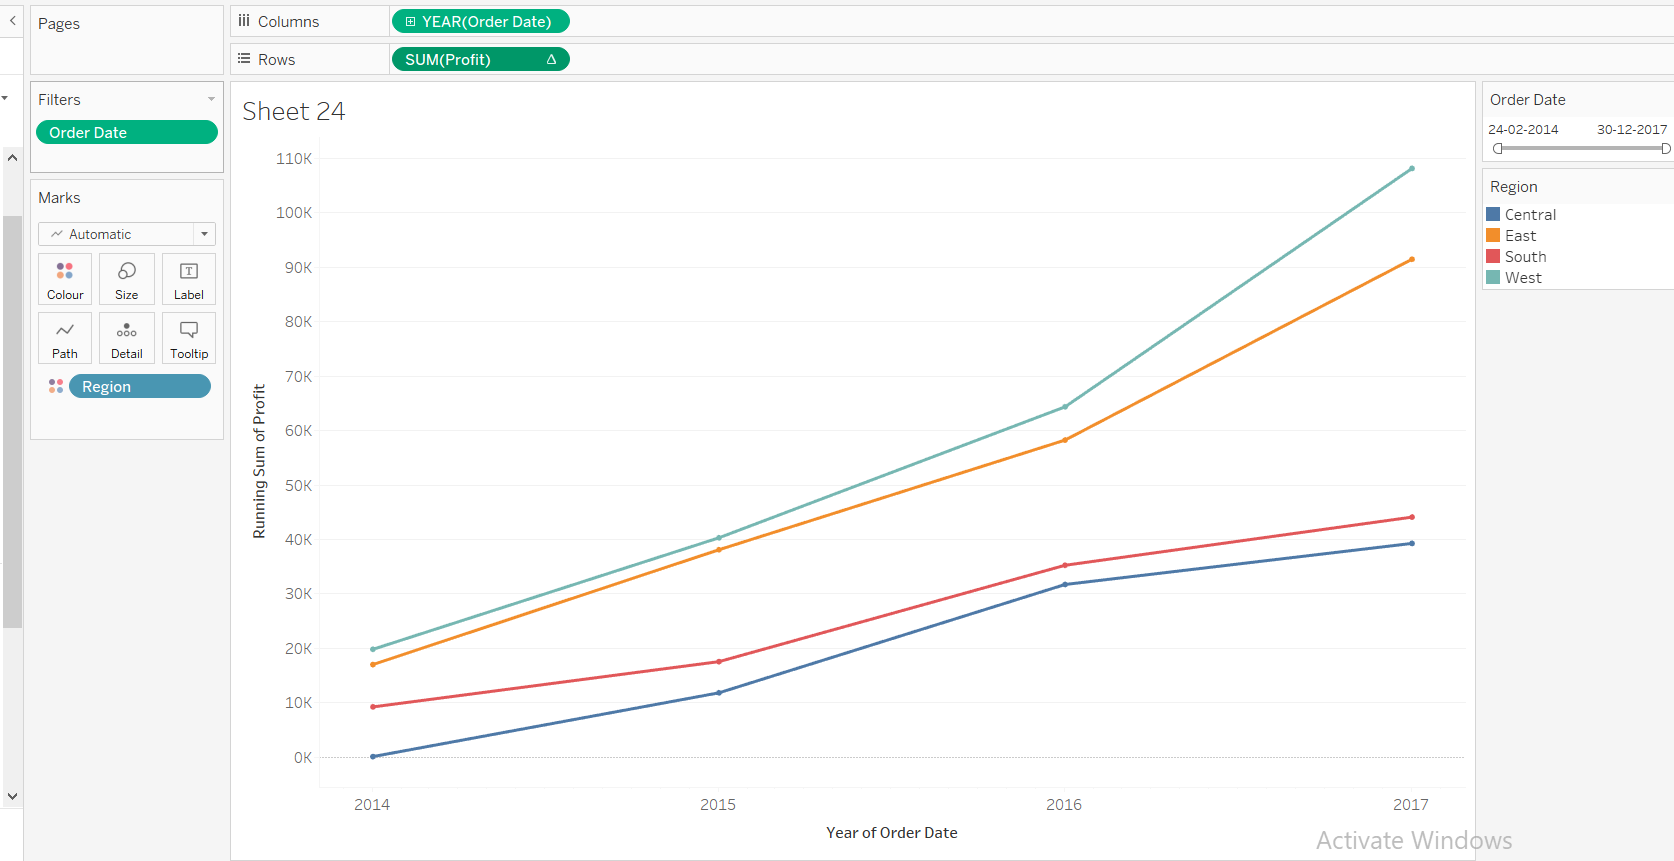 Pages
Columns
YEAR(Order Date)
Rows
SUM(Profit) Δ
Filters
Order Date
Marks
Automatic
Colour
Size
T
Label
Path
Detail
Tooltip
Region
Sheet 24
110K
100K
90K
80K
70K
60K
50K
40K
30K
20K
10K
0K
Running Sum of Profit
2014
2015
2016
2017
Year of Order Date
Order Date
24-02-2014
30-12-2017
Region
Central
East
South
West
Activate Windows